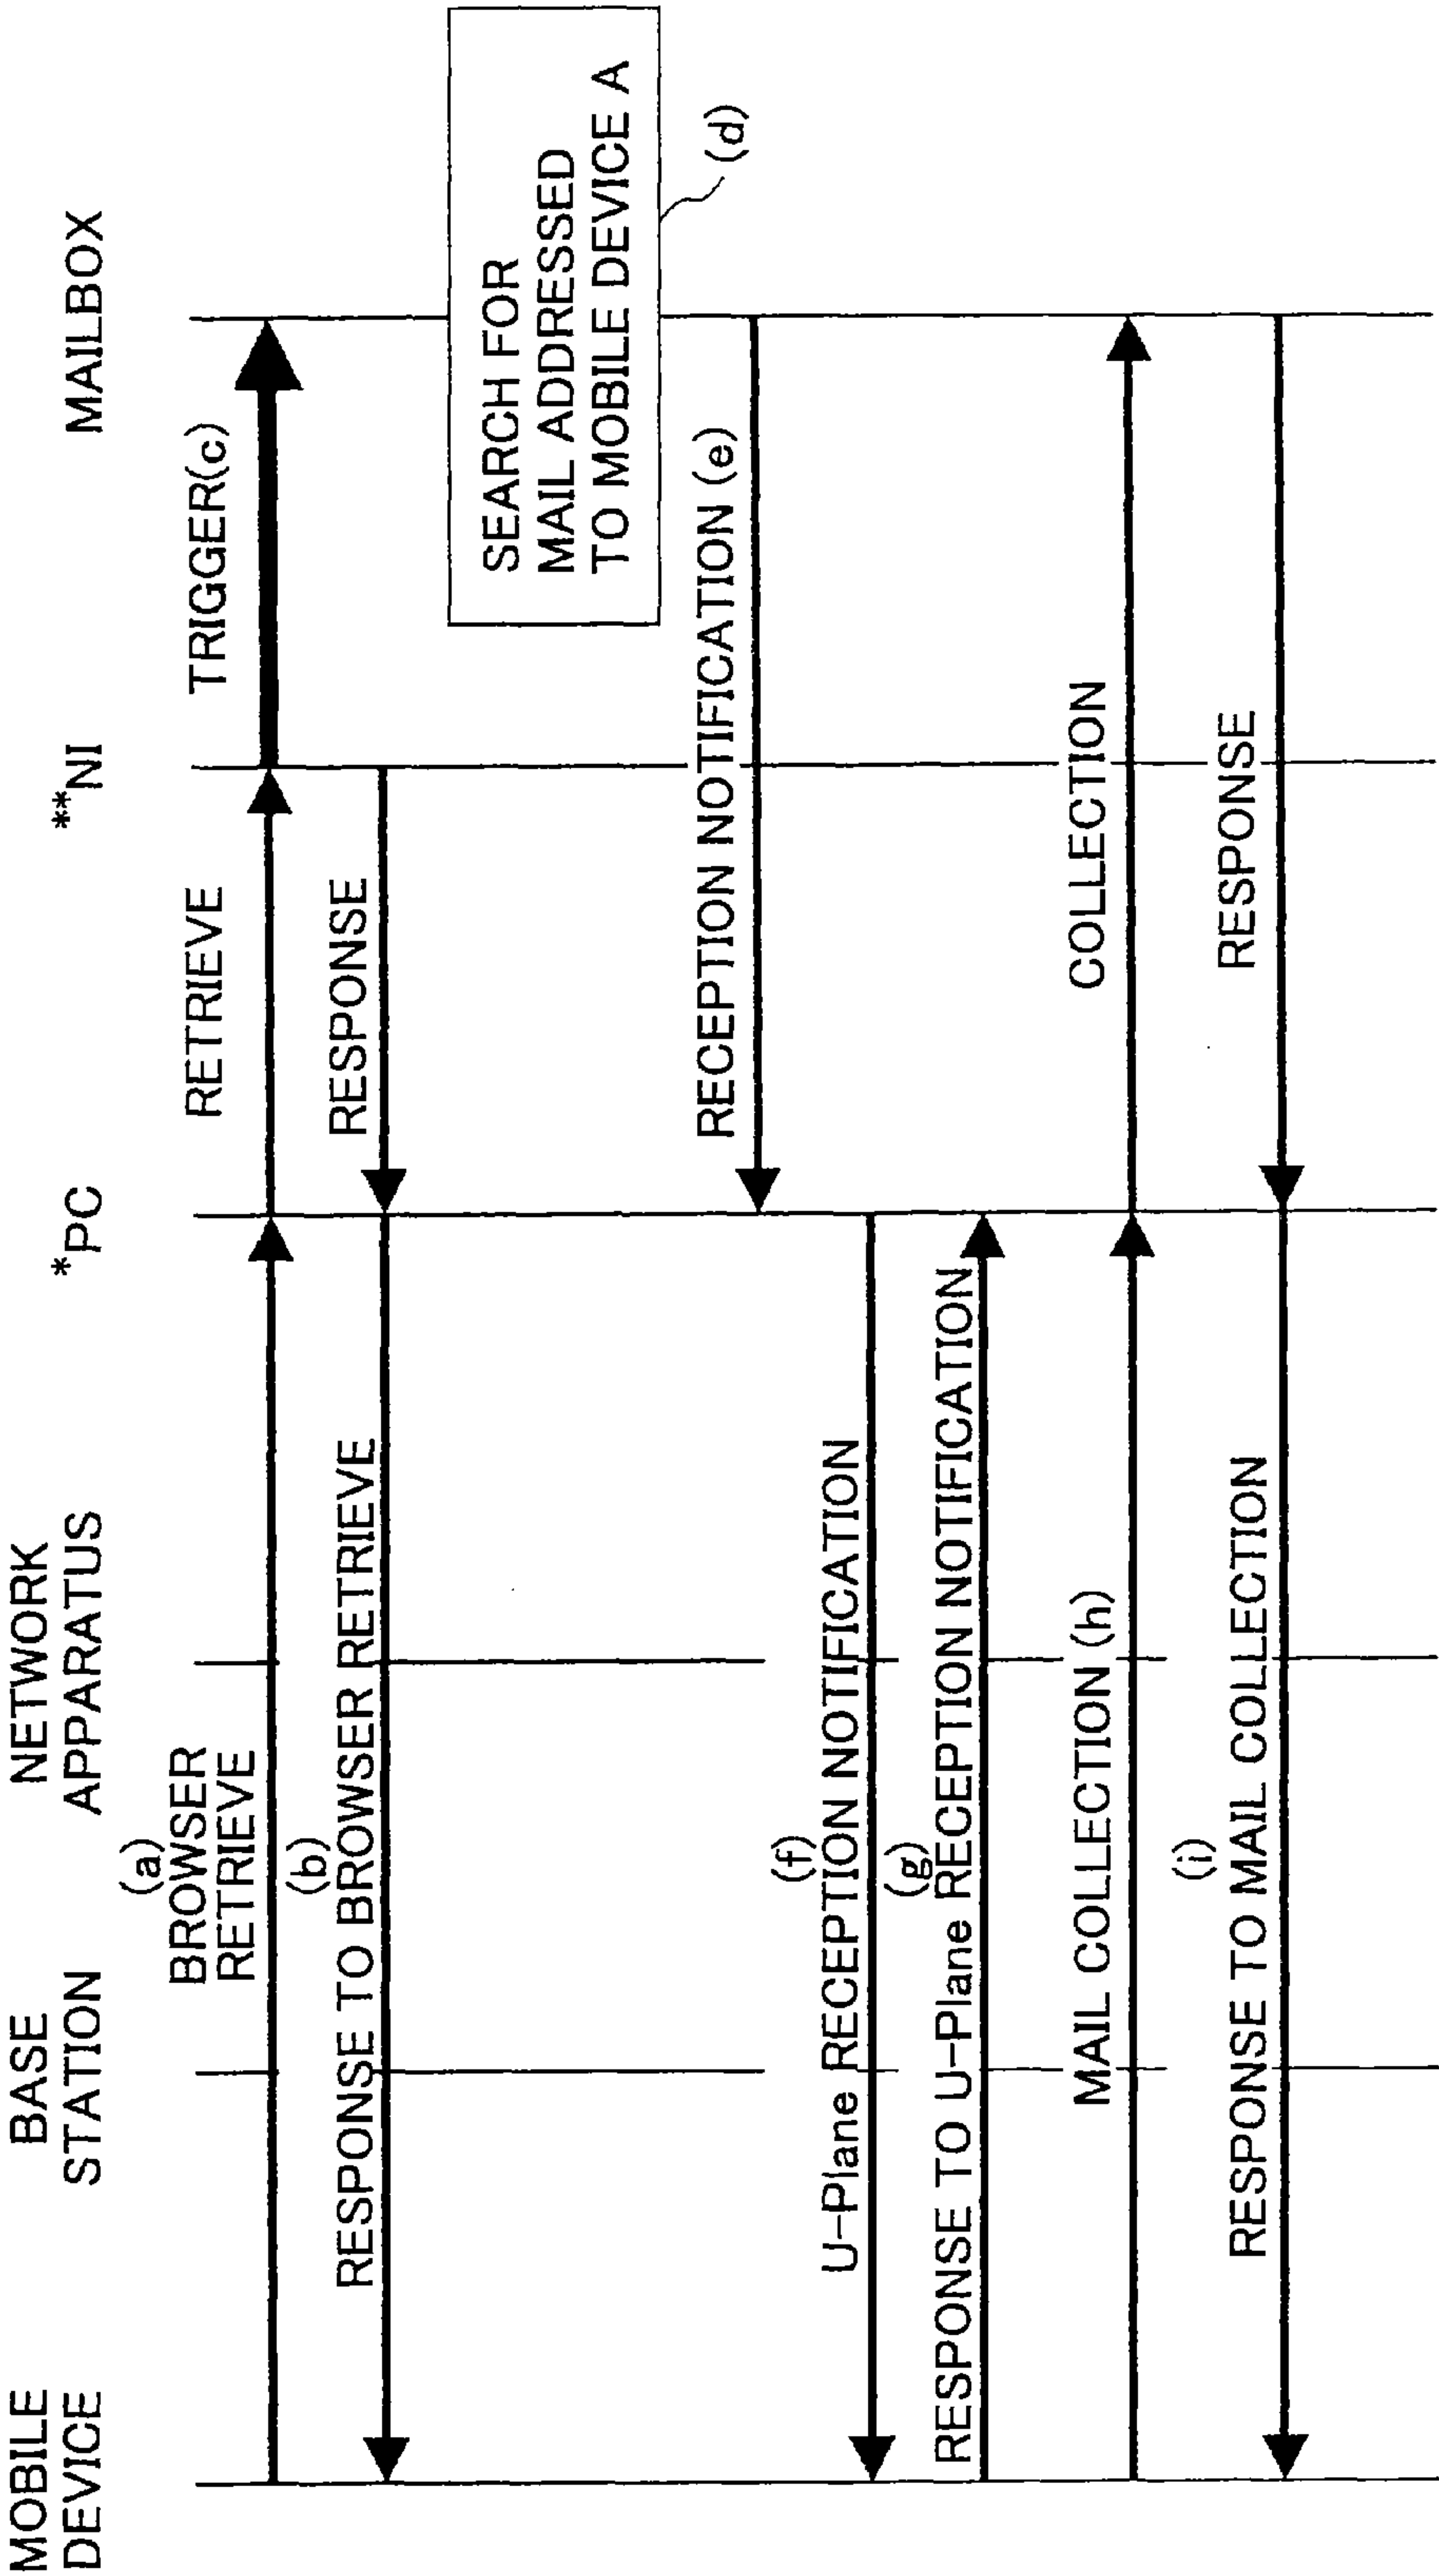 MOBILE
DEVICE
BASE
STATION
NETWORK
APPARATUS
*PC
**NI
MAILBOX
(a)
BROWSER
RETRIEVE
RETRIEVE
TRIGGER(c)
(b)
RESPONSE TO BROWSER RETRIEVE
RESPONSE
SEARCH FOR
MAIL ADDRESSED
TO MOBILE DEVICE A
(d)
RECEPTION NOTIFICATION (e)
(f)
U-Plane RECEPTION NOTIFICATION
(g)
RESPONSE TO U-Plane RECEPTION NOTIFICATION
MAIL COLLECTION (h)
COLLECTION
(i)
RESPONSE TO MAIL COLLECTION
RESPONSE